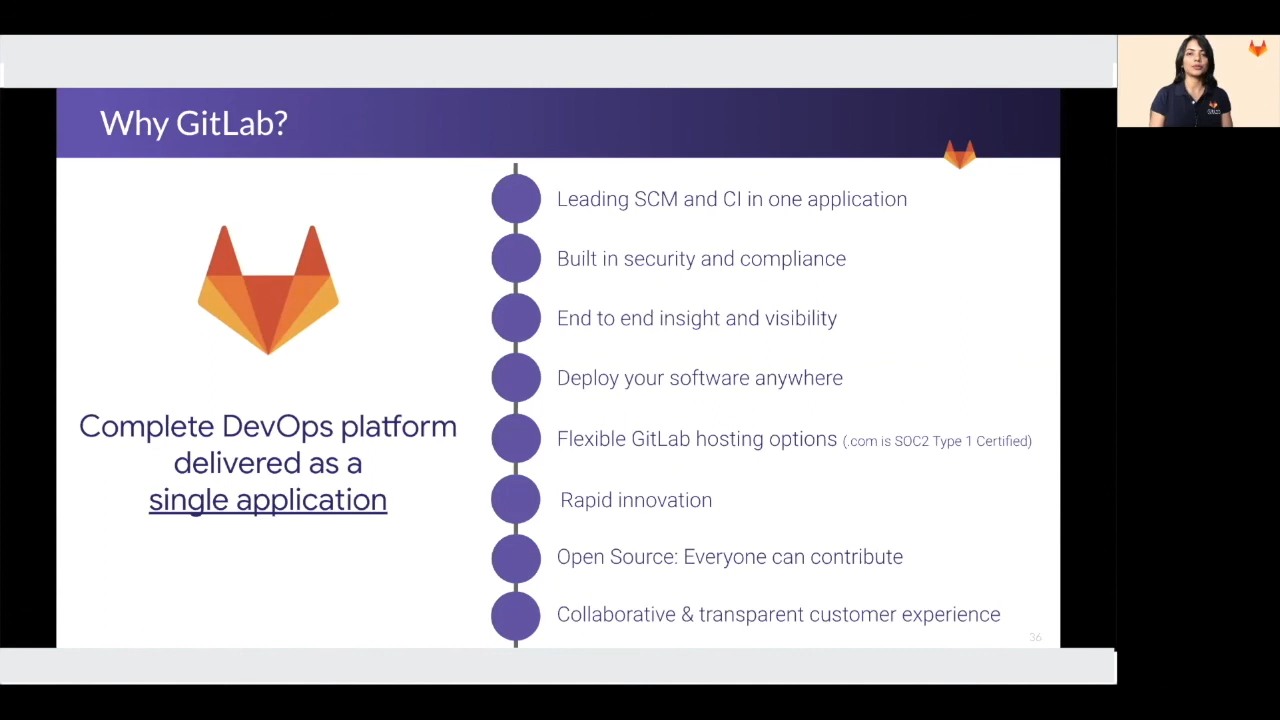 Why GitLab?
Complete DevOps platform
delivered as a
single application
Leading SCM and CI in one application
Built in security and compliance
End to end insight and visibility
Deploy your software anywhere
Flexible GitLab hosting options (.com is SOC2 Type 1 Certified)
Rapid innovation
Open Source: Everyone can contribute
Collaborative & transparent customer experience
36